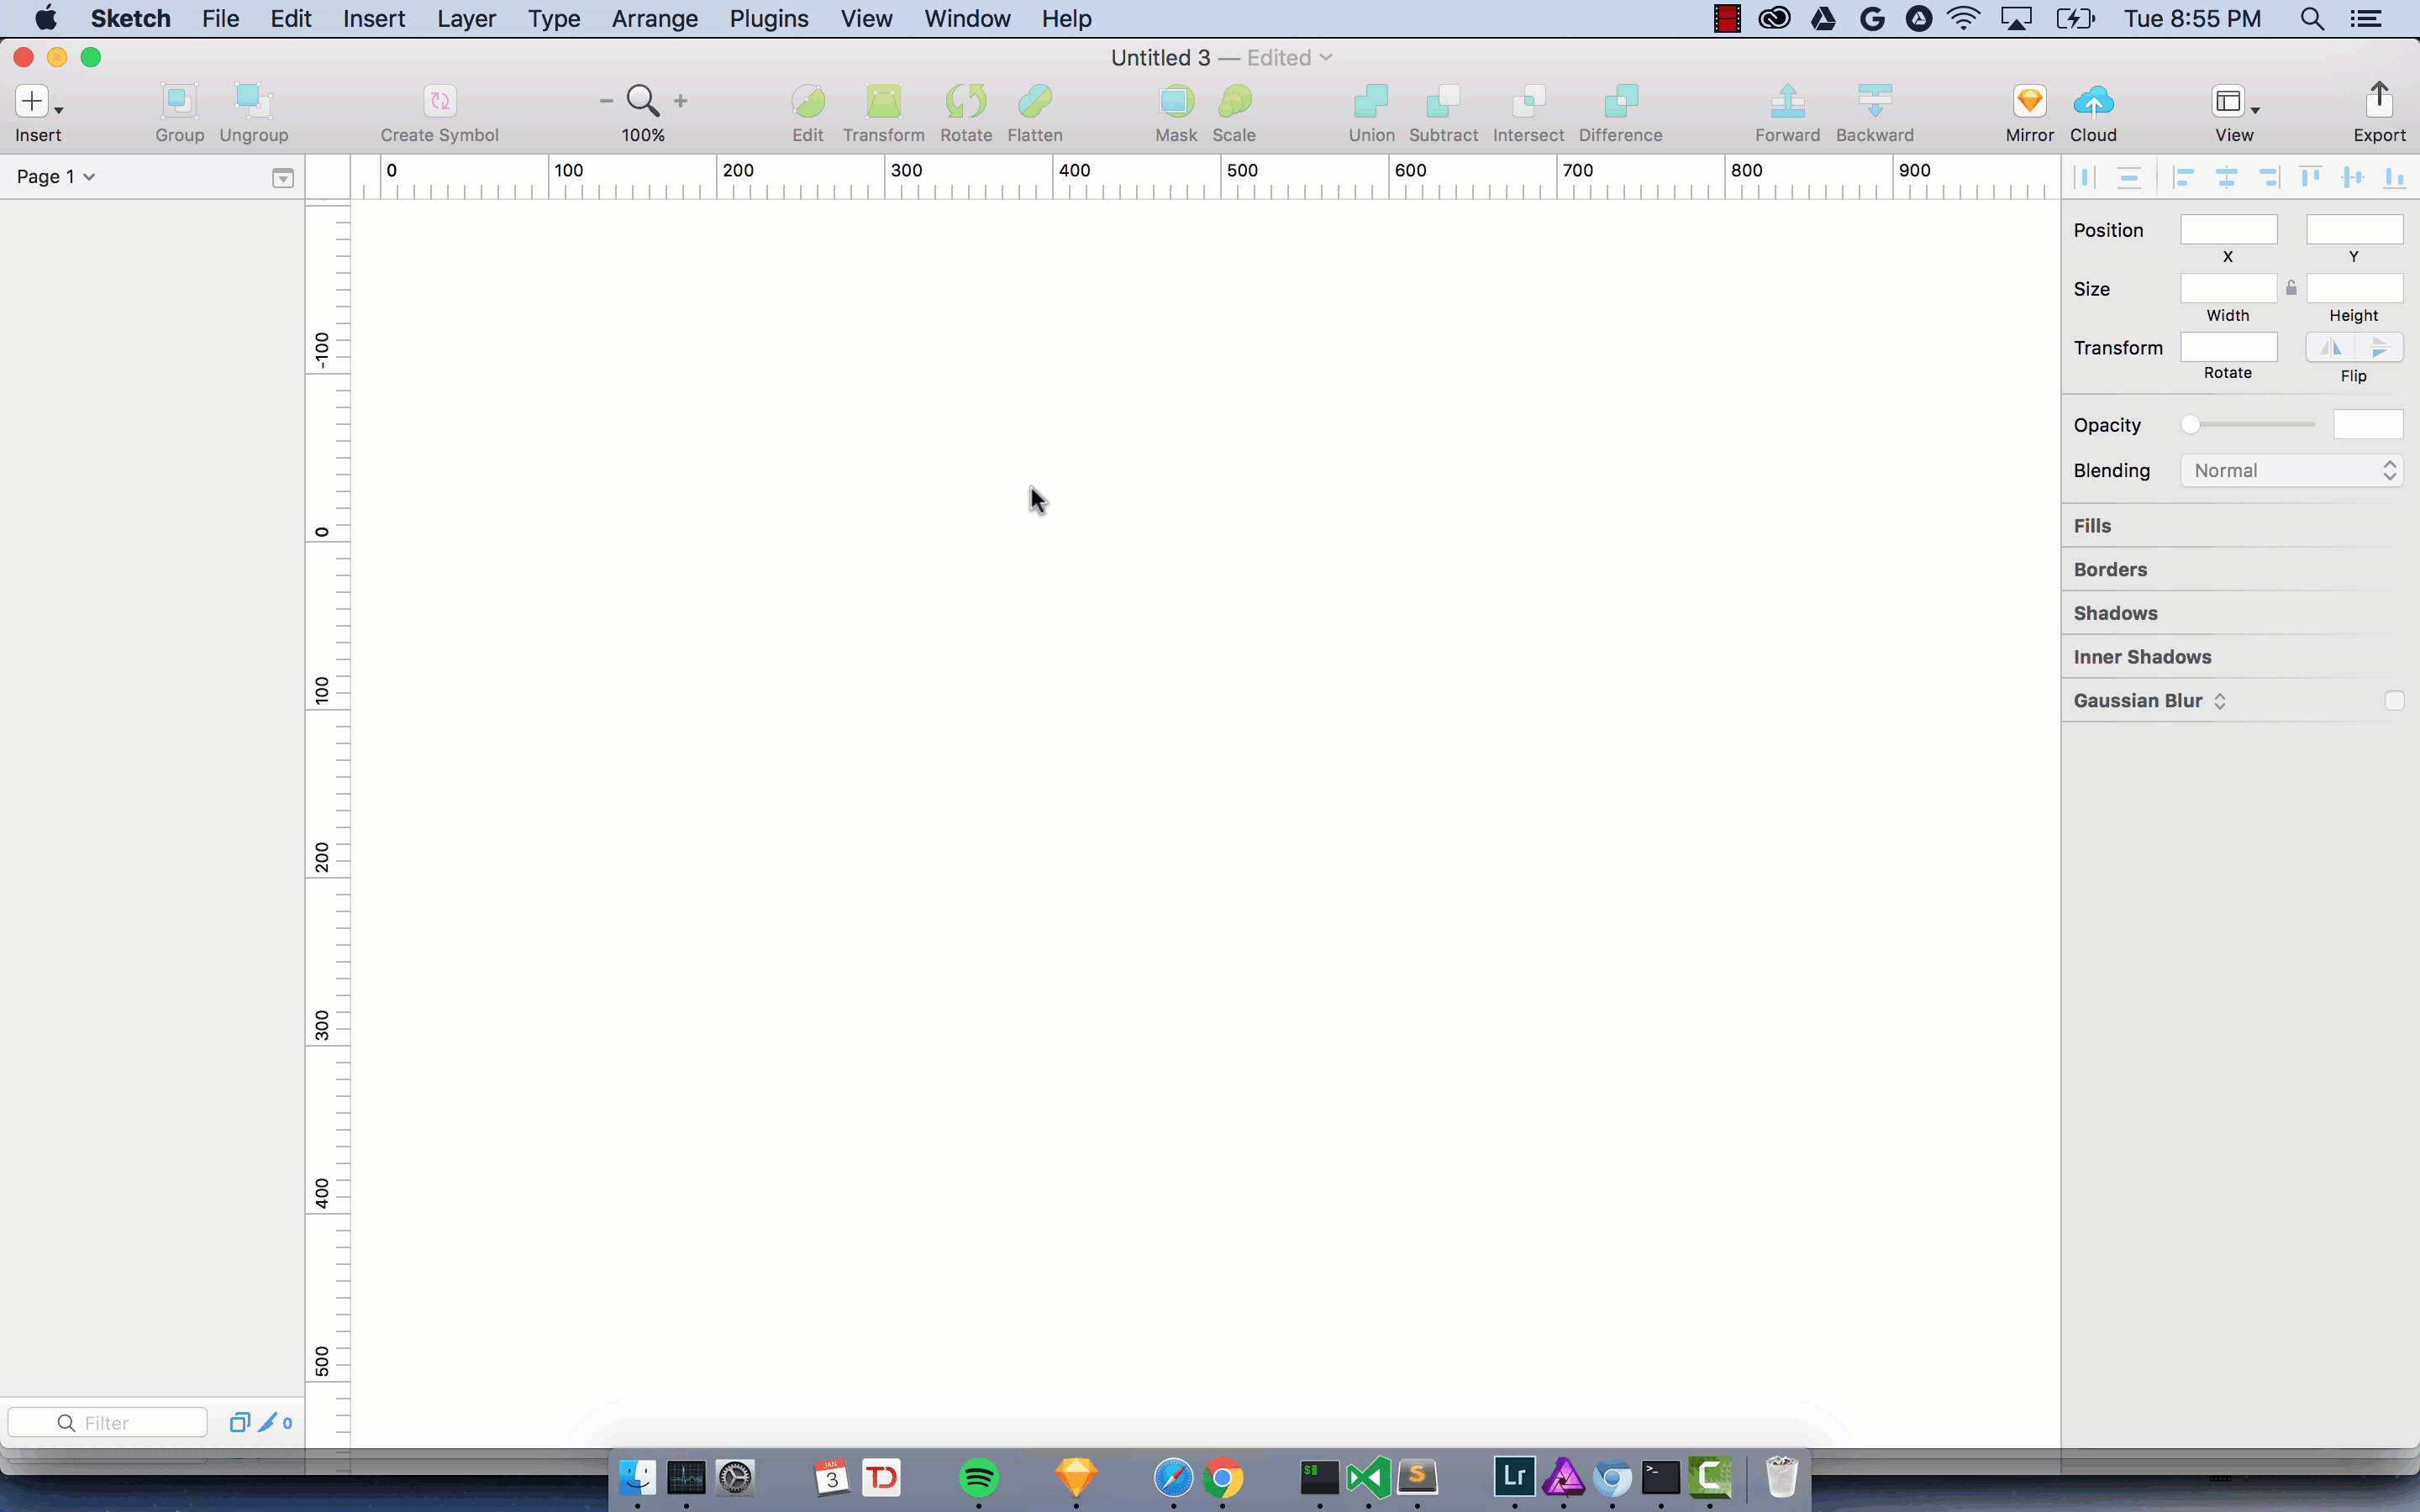 Sketch File Edit Insert Layer Type Arrange Plugins View Window Help Tue 8:55 PM
Untitled 3 — Edited
Insert Group Ungroup Create Symbol 100% Edit Transform Rotate Flatten Mask Scale Union Subtract Intersect Difference Forward Backward Mirror Cloud View Export
Page 1
0 100 200 300 400 500 600 700 800 900
-100
0
100
200
300
400
500
Position
X Y
Size
Width Height
Transform
Rotate Flip
Opacity
Blending Normal
Fills
Borders
Shadows
Inner Shadows
Gaussian Blur
Filter 0
JAN
3
$
S
Lr
>_
C